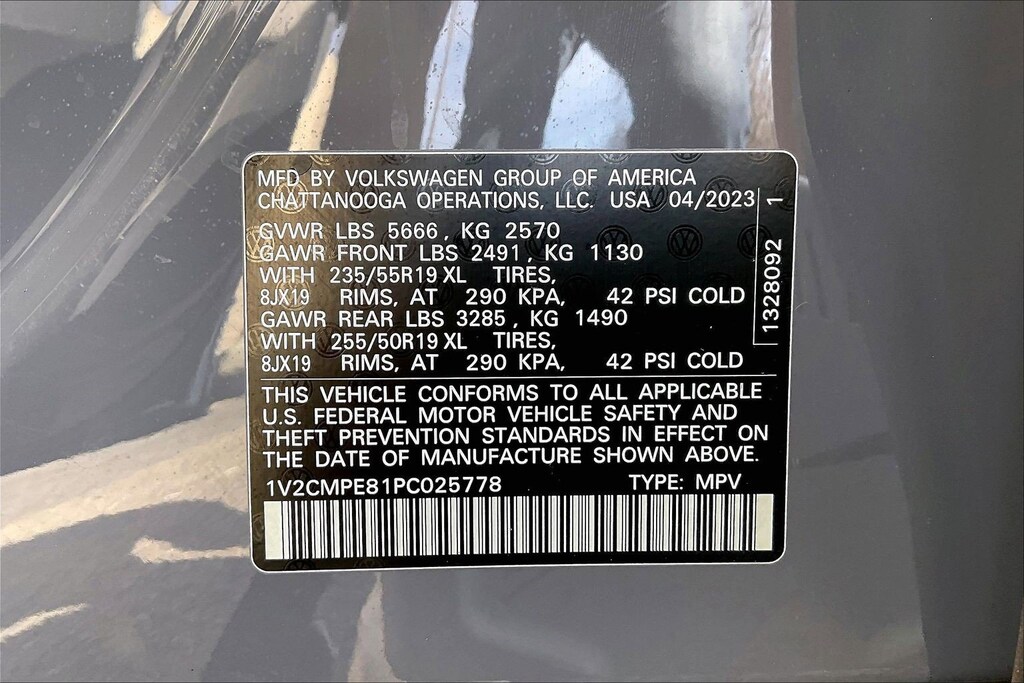 MFD BY VOLKSWAGEN GROUP OF AMERICA
CHATTANOOGA OPERATIONS, LLC. USA 04/2023
GVWR LBS 5666, KG 2570
GAWR FRONT LBS 2491, KG 1130
WITH 235/55R19 XL TIRES,
8JX19 RIMS, AT 290 KPA, 42 PSI COLD
GAWR REAR LBS 3285, KG 1490
WITH 255/50R19 XL TIRES,
8JX19 RIMS, AT 290 KPA, 42 PSI COLD
1328092 1
THIS VEHICLE CONFORMS TO ALL APPLICABLE
U.S. FEDERAL MOTOR VEHICLE SAFETY AND
THEFT PREVENTION STANDARDS IN EFFECT ON
THE DATE OF MANUFACTURE SHOWN ABOVE.
1V2CMPE81PC025778 TYPE: MPV